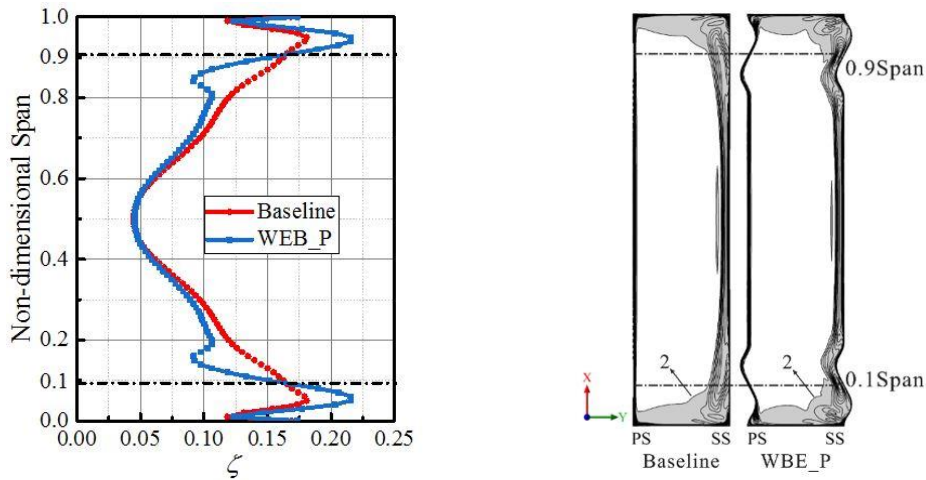 1.0
0.9
0.8
0.6
0.4
0.2
0.1
0.0
Non-dimensional Span
Baseline
WEB_P
0.00 0.05 0.10 0.15 0.20 0.25
ζ
0.9Span
2
2
0.1Span
X
Y
PS SS PS SS
Baseline WBE_P